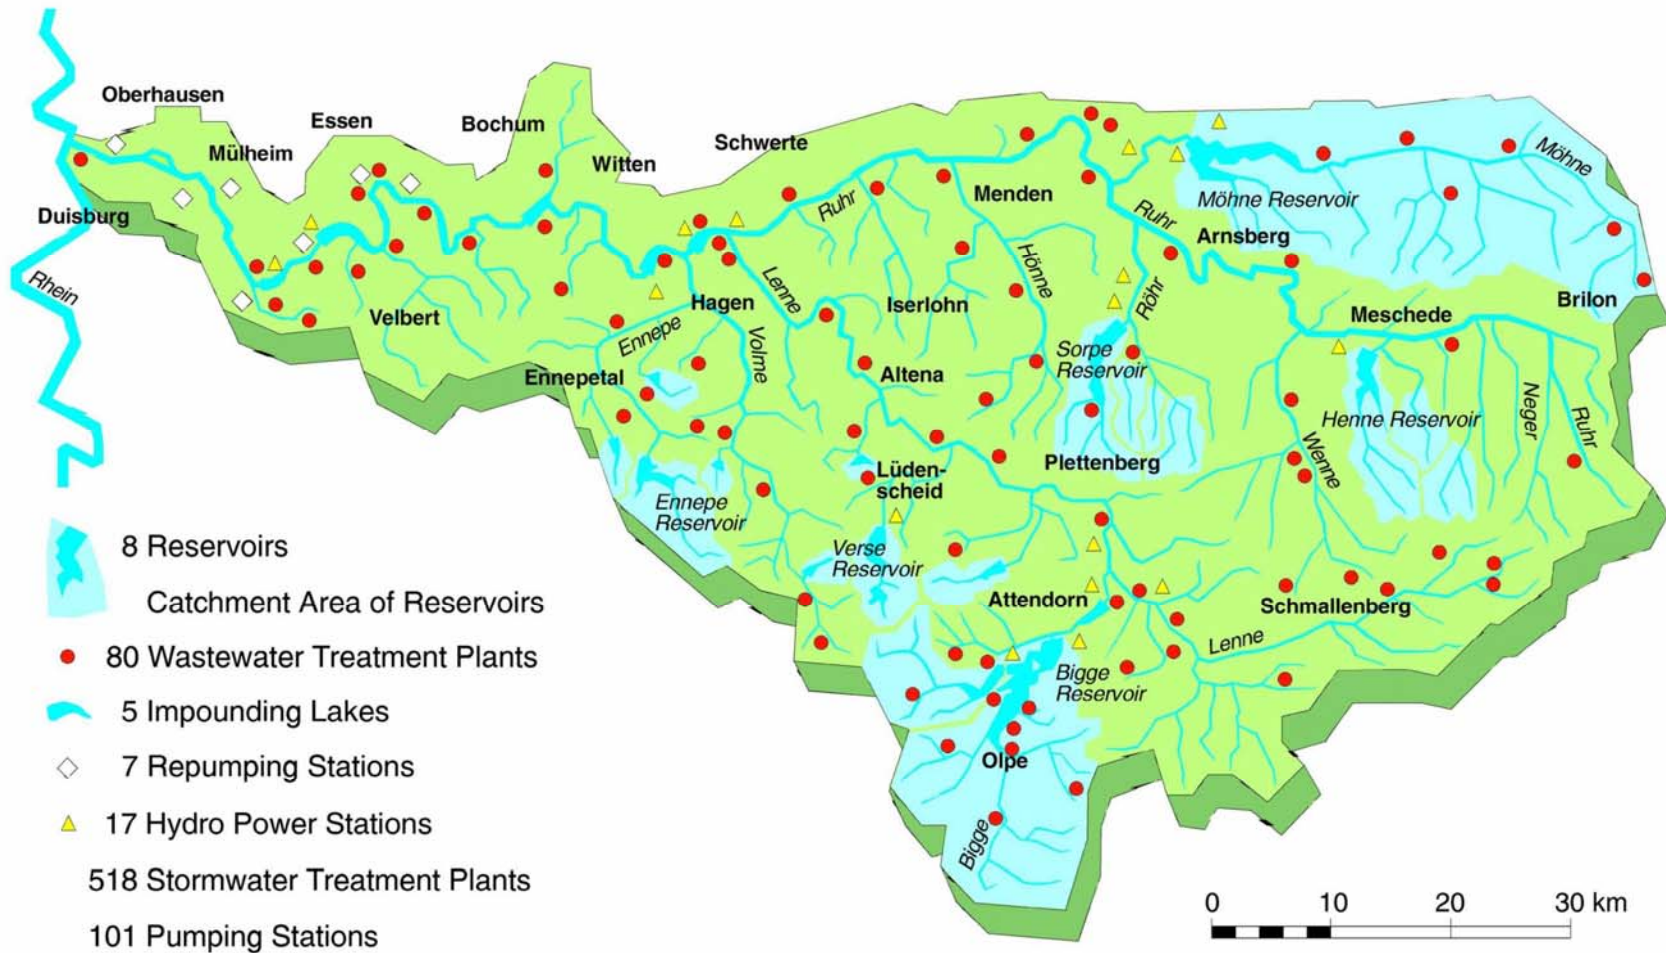 Oberhausen
Essen
Bochum
Mülheim
Witten
Schwerte
Duisburg
Rhein
Velbert
Hagen
Ennepe
Ennepetal
Volme
Lenne
Ruhr
Iserlohn
Altena
Menden
Hönne
Röhr
Ruhr
Arnsberg
Möhne Reservoir
Möhne
Brilon
Meschede
Sorpe
Reservoir
Henne Reservoir
Neger
Ruhr
Wenne
Plettenberg
Lüden-
scheid
Ennepe
Reservoir
Verse
Reservoir
Attendorn
Schmallenberg
Lenne
Bigge
Reservoir
Olpe
Bigge
8 Reservoirs
Catchment Area of Reservoirs
80 Wastewater Treatment Plants
5 Impounding Lakes
7 Repumping Stations
17 Hydro Power Stations
518 Stormwater Treatment Plants
101 Pumping Stations
0 10 20 30 km